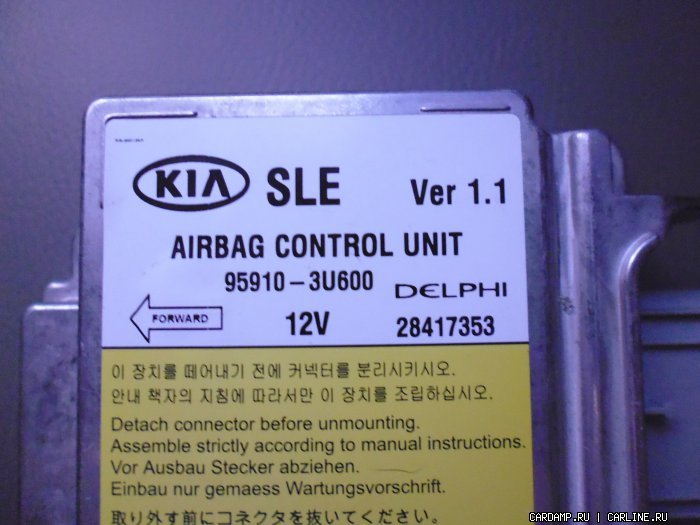 KIA SLE Ver 1.1
AIRBAG CONTROL UNIT
95910-3U600 DELPHI
FORWARD 12V 28417353
이 장치를 떼어내기 전에 커넥터를 분리시키시오.
안내 책자의 지침에 따라서만 이 장치를 조립하십시오.
Detach connector before unmounting.
Assemble strictly according to manual instructions.
Vor Ausbau Stecker abziehen.
Einbau nur gemaess Wartungsvorschrift.
取り外す前にコネクタを抜いてください。
CARDAMP.RU | CARLINE.RU